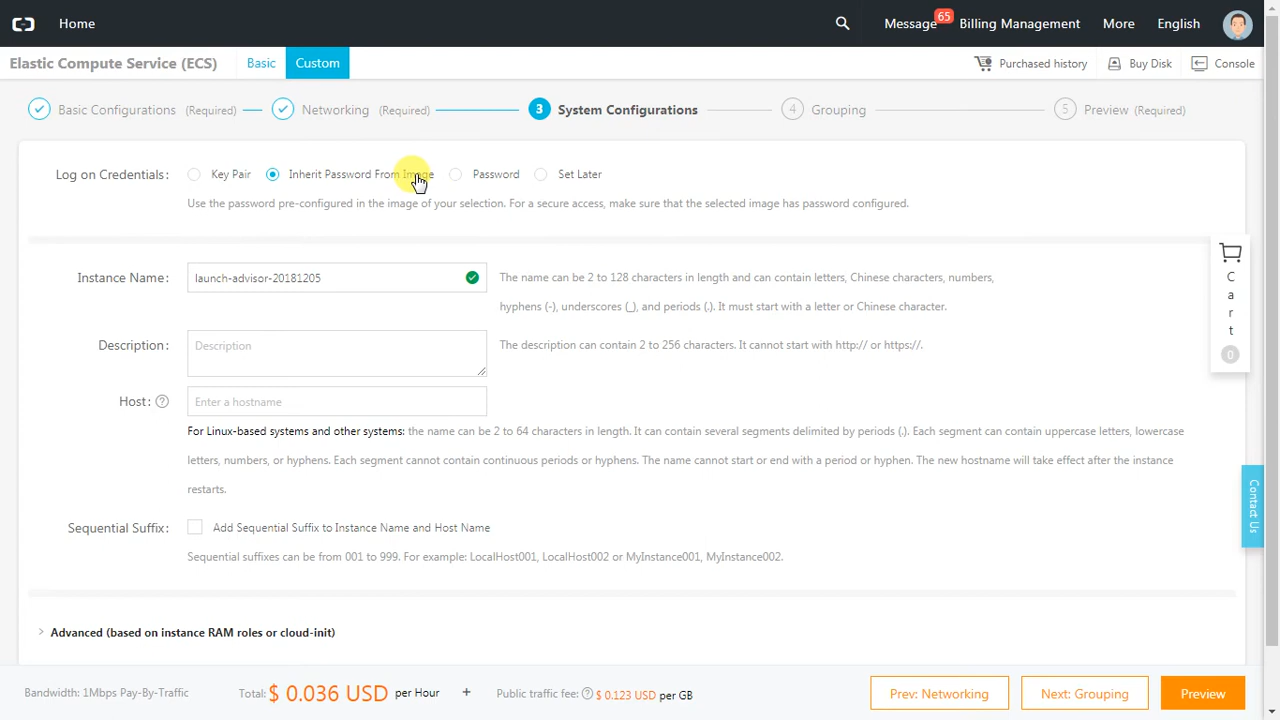 Home
Message 65 Billing Management More English
Elastic Compute Service (ECS) Basic Custom Purchased history Buy Disk Console
Basic Configurations (Required) Networking (Required) 3 System Configurations 4 Grouping 5 Preview (Required)
Log on Credentials: Key Pair Inherit Password From Image Password Set Later
Use the password pre-configured in the image of your selection. For a secure access, make sure that the selected image has password configured.
Instance Name: launch-advisor-20181205 The name can be 2 to 128 characters in length and can contain letters, Chinese characters, numbers,
hyphens (-), underscores (_), and periods (.). It must start with a letter or Chinese character.
Description: Description The description can contain 2 to 256 characters. It cannot start with http:// or https://.
Host: ? Enter a hostname
For Linux-based systems and other systems: the name can be 2 to 64 characters in length. It can contain several segments delimited by periods (.). Each segment can contain uppercase letters, lowercase
letters, numbers, or hyphens. Each segment cannot contain continuous periods or hyphens. The name cannot start or end with a period or hyphen. The new hostname will take effect after the instance
restarts.
Sequential Suffix: Add Sequential Suffix to Instance Name and Host Name
Sequential suffixes can be from 001 to 999. For example: LocalHost001, LocalHost002 or MyInstance001, MyInstance002.
Advanced (based on instance RAM roles or cloud-init)
Cart
0
Contact Us
Bandwidth: 1Mbps Pay-By-Traffic Total: $ 0.036 USD per Hour + Public traffic fee: ? $ 0.123 USD per GB Prev: Networking Next: Grouping Preview